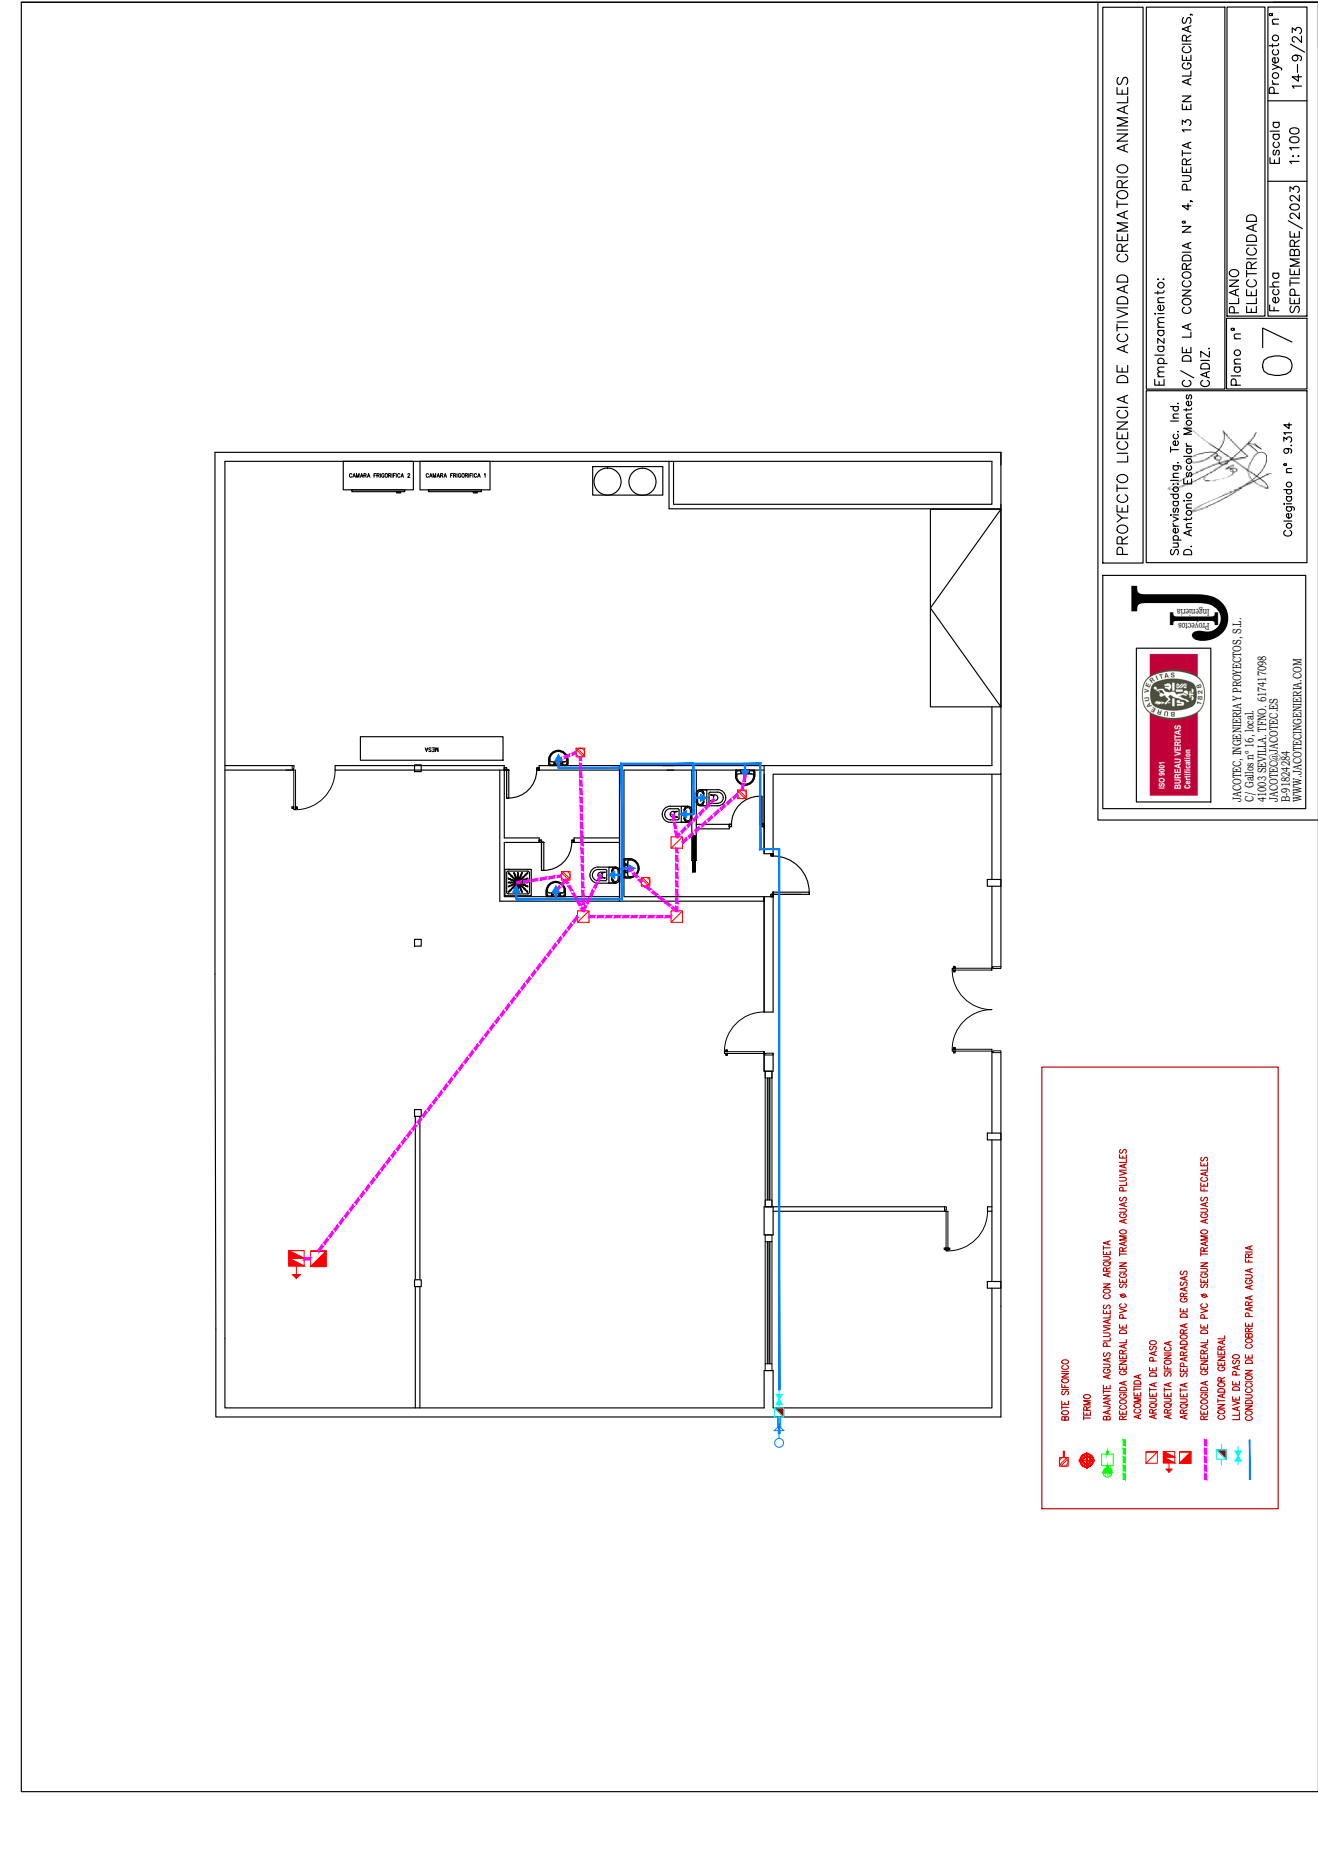 PROYECTO LICENCIA DE ACTIVIDAD CREMATORIO ANIMALES
Supervisado:Ing. Tec. Ind.
D. Antonio Escolar Montes
Colegiado nº 9.314
Emplazamiento:
C/ DE LA CONCORDIA Nº 4, PUERTA 13 EN ALGECIRAS,
CADIZ.
Plano nº
07
PLANO
ELECTRICIDAD
Fecha
SEPTIEMBRE/2023
Escala
1:100
Proyecto nº
14-9/23
J
Proyectos
Ingeniería
ISO 9001
BUREAU VERITAS
Certification
BUREAU VERITAS
1828
JACOTEC, INGENIERIA Y PROYECTOS, S.L.
C/ Gallos nº 16, local.
41003 SEVILLA. TFNO. 617417098
JACOTEC@JACOTEC.ES
B-91824284
WWW.JACOTECINGENIERIA.COM
CAMARA FRIGORIFICA 2
CAMARA FRIGORIFICA 1
MESA
BOTE SIFONICO
TERMO
BAJANTE AGUAS PLUVIALES CON ARQUETA
RECOGIDA GENERAL DE PVC ø SEGUN TRAMO AGUAS PLUVIALES
ACOMETIDA
ARQUETA DE PASO
ARQUETA SIFONICA
ARQUETA SEPARADORA DE GRASAS
RECOGIDA GENERAL DE PVC ø SEGUN TRAMO AGUAS FECALES
CONTADOR GENERAL
LLAVE DE PASO
CONDUCCION DE COBRE PARA AGUA FRIA